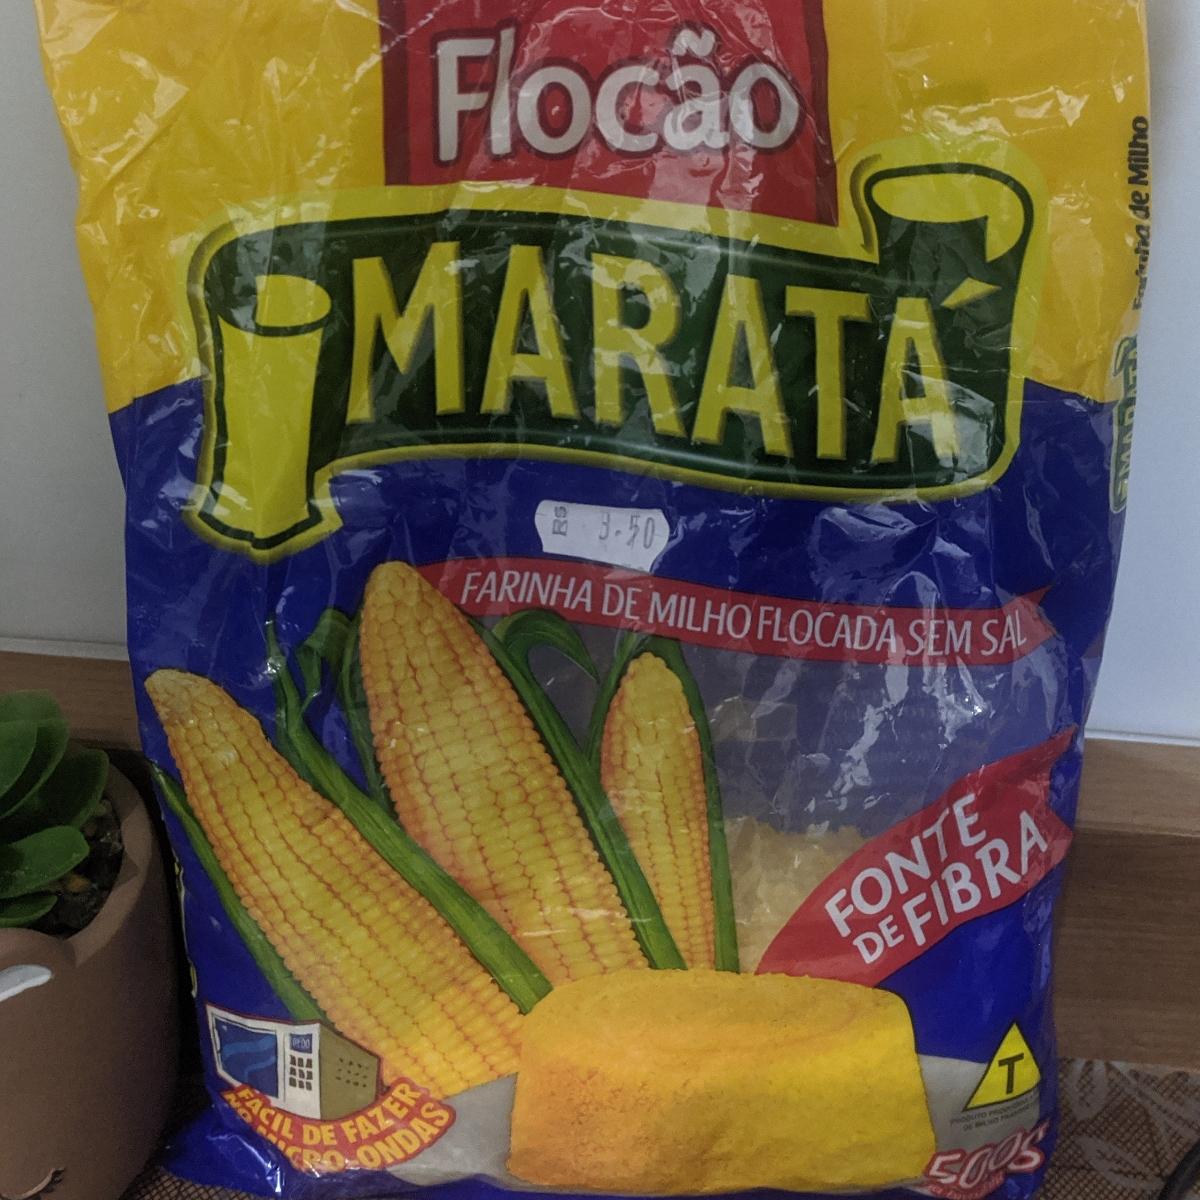 Flocão
MARATÁ
R$ 3.50
FARINHA DE MILHO FLOCADA SEM SAL
FONTE
DE FIBRA
FÁCIL DE FAZER
NO MICRO-ONDAS
T
500g
Farinha de Milho
MARATÁ